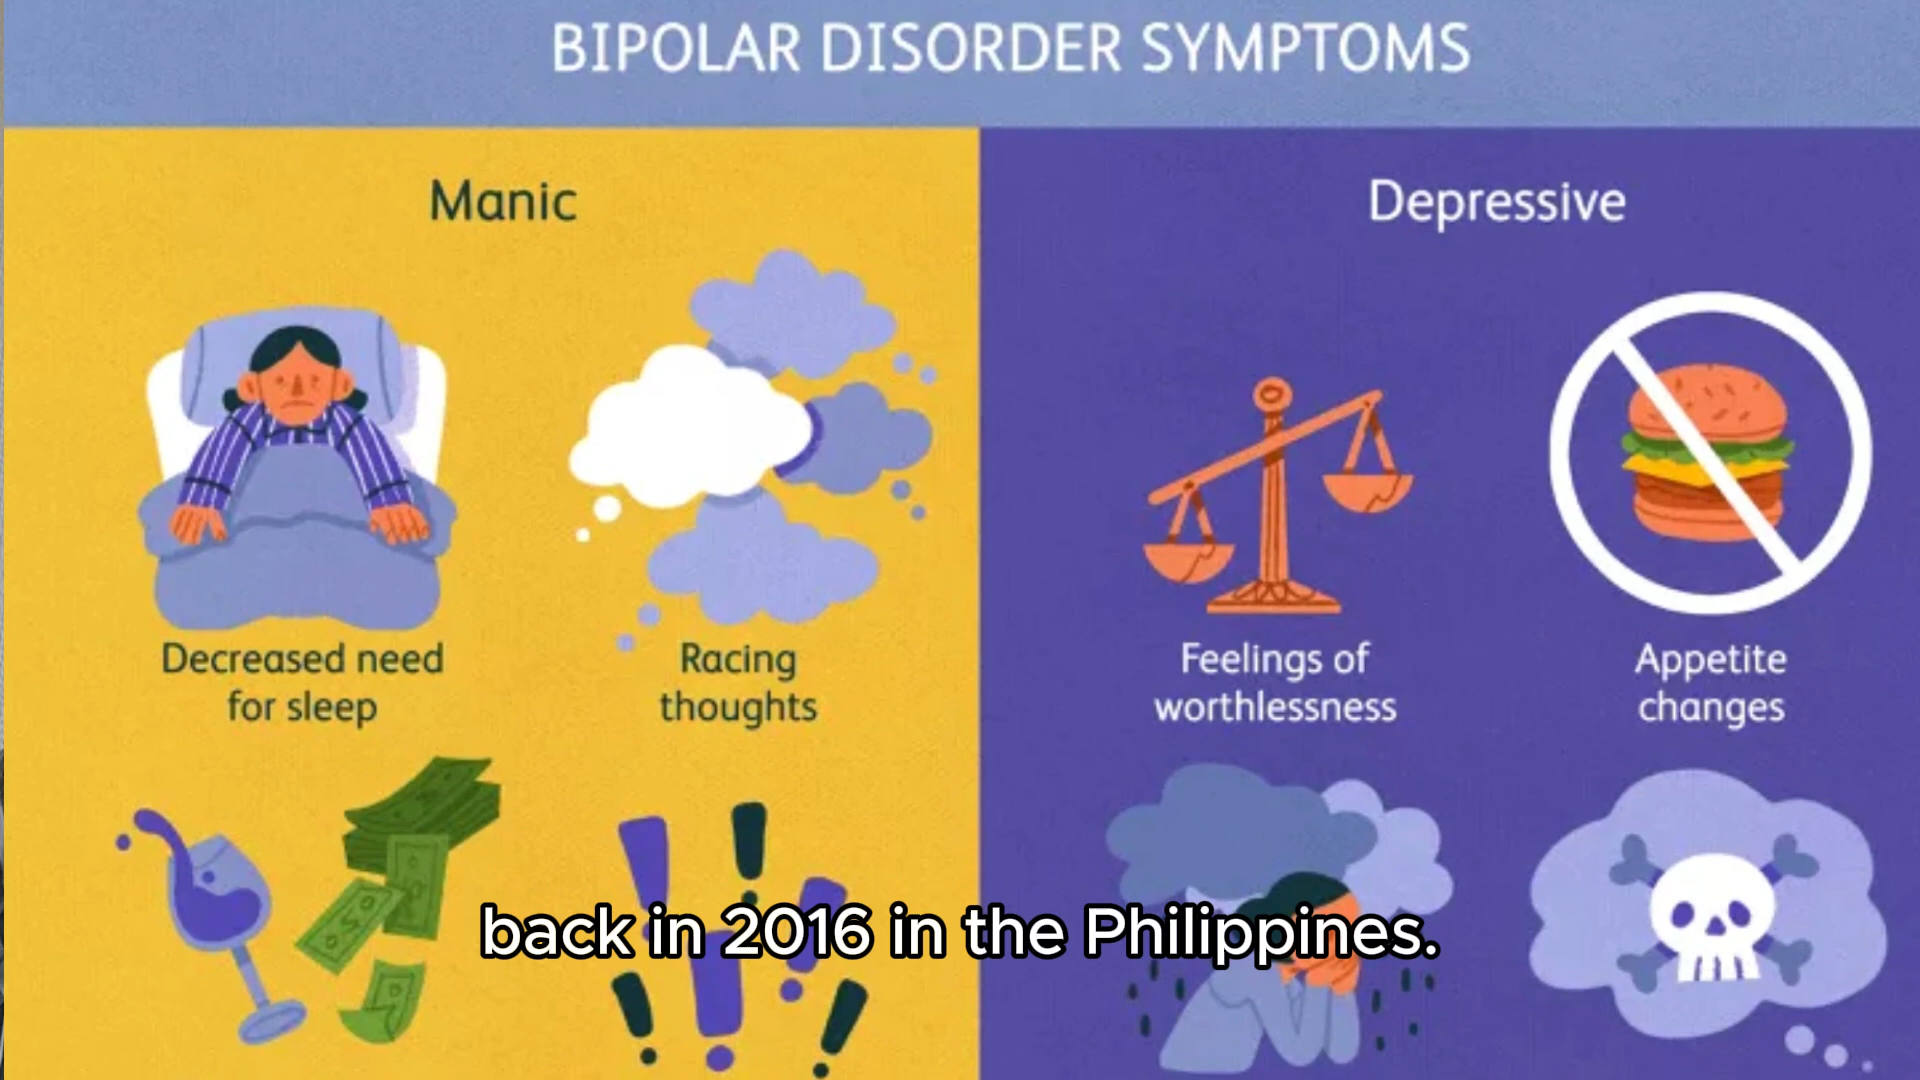 BIPOLAR DISORDER SYMPTOMS
Manic
Depressive
Decreased need
for sleep
Racing
thoughts
Feelings of
worthlessness
Appetite
changes
back in 2016 in the Philippines.